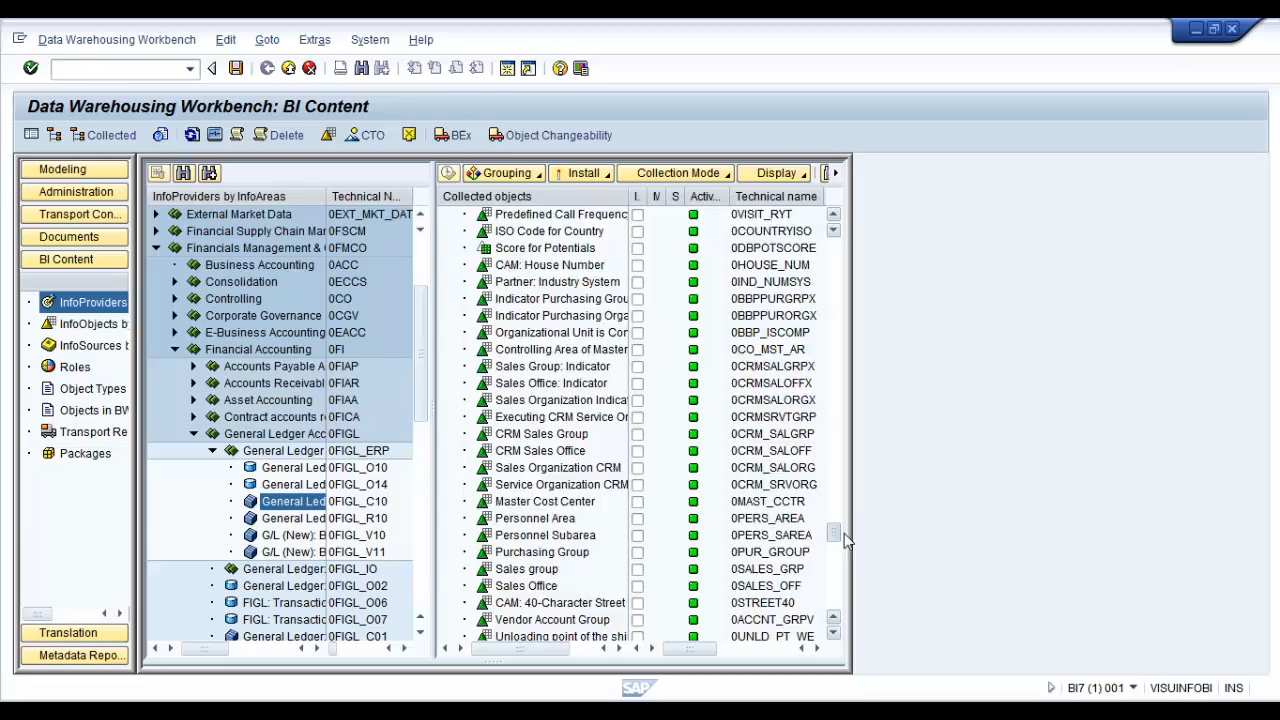 Data Warehousing Workbench Edit Goto Extras System Help
Data Warehousing Workbench: BI Content
Collected Delete CTO BEx Object Changeability
Modeling
Administration
Transport Con...
Documents
BI Content
InfoProviders
InfoObjects b
InfoSources b
Roles
Object Types
Objects in BW
Transport Re
Packages
Translation
Metadata Repo...
InfoProviders by InfoAreas Technical N...
External Market Data 0EXT_MKT_DAT
Financial Supply Chain Mar 0FSCM
Financials Management & 0FMCO
Business Accounting 0ACC
Consolidation 0ECCS
Controlling 0CO
Corporate Governance 0CGV
E-Business Accounting 0EACC
Financial Accounting 0FI
Accounts Payable A 0FIAP
Accounts Receivabl 0FIAR
Asset Accounting 0FIAA
Contract accounts r 0FICA
General Ledger Acc 0FIGL
General Ledger 0FIGL_ERP
General Led 0FIGL_O10
General Led 0FIGL_O14
General Led 0FIGL_C10
General Led 0FIGL_R10
G/L (New): B 0FIGL_V10
G/L (New): B 0FIGL_V11
General Ledger: 0FIGL_IO
General Ledger: 0FIGL_O02
FIGL: Transactic 0FIGL_O06
FIGL: Transactic 0FIGL_O07
General Ledger: 0FIGL_C01
Grouping Install Collection Mode Display
Collected objects I. M S Activ... Technical name
Predefined Call Frequenc 0VISIT_RYT
ISO Code for Country 0COUNTRYISO
Score for Potentials 0DBPOTSCORE
CAM: House Number 0HOUSE_NUM
Partner: Industry System 0IND_NUMSYS
Indicator Purchasing Grou 0BBPPURGRPX
Indicator Purchasing Orga 0BBPPURORGX
Organizational Unit is Cor 0BBP_ISCOMP
Controlling Area of Master 0CO_MST_AR
Sales Group: Indicator 0CRMSALGRPX
Sales Office: Indicator 0CRMSALOFFX
Sales Organization Indica 0CRMSALORGX
Executing CRM Service Or 0CRMSRVTGRP
CRM Sales Group 0CRM_SALGRP
CRM Sales Office 0CRM_SALOFF
Sales Organization CRM 0CRM_SALORG
Service Organization CRM 0CRM_SRVORG
Master Cost Center 0MAST_CCTR
Personnel Area 0PERS_AREA
Personnel Subarea 0PERS_SAREA
Purchasing Group 0PUR_GROUP
Sales group 0SALES_GRP
Sales Office 0SALES_OFF
CAM: 40-Character Street 0STREET40
Vendor Account Group 0ACCNT_GRPV
Unloading point of the shi 0UNLD_PT_WE
SAP
BI7 (1) 001 VISUINFOBI INS